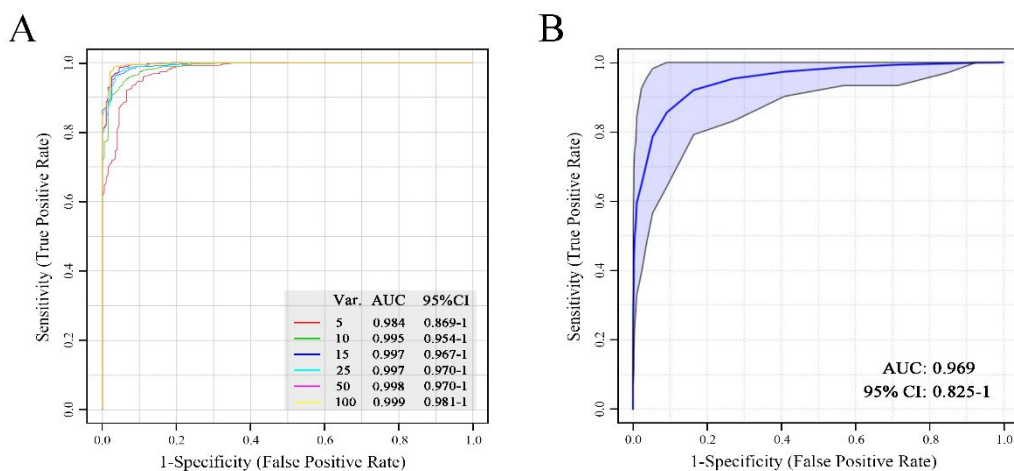 A
Sensitivity (True Positive Rate)
1.0
0.8
0.6
0.4
0.2
0.0
Var. AUC 95%CI
5 0.984 0.869-1
10 0.995 0.954-1
15 0.997 0.967-1
25 0.997 0.970-1
50 0.998 0.970-1
100 0.999 0.981-1
0.0 0.2 0.4 0.6 0.8 1.0
1-Specificity (False Positive Rate)
B
Sensitivity (True Positive Rate)
1.0
0.8
0.6
0.4
0.2
0.0
AUC: 0.969
95% CI: 0.825-1
0.0 0.2 0.4 0.6 0.8 1.0
1-Specificity (False Positive Rate)